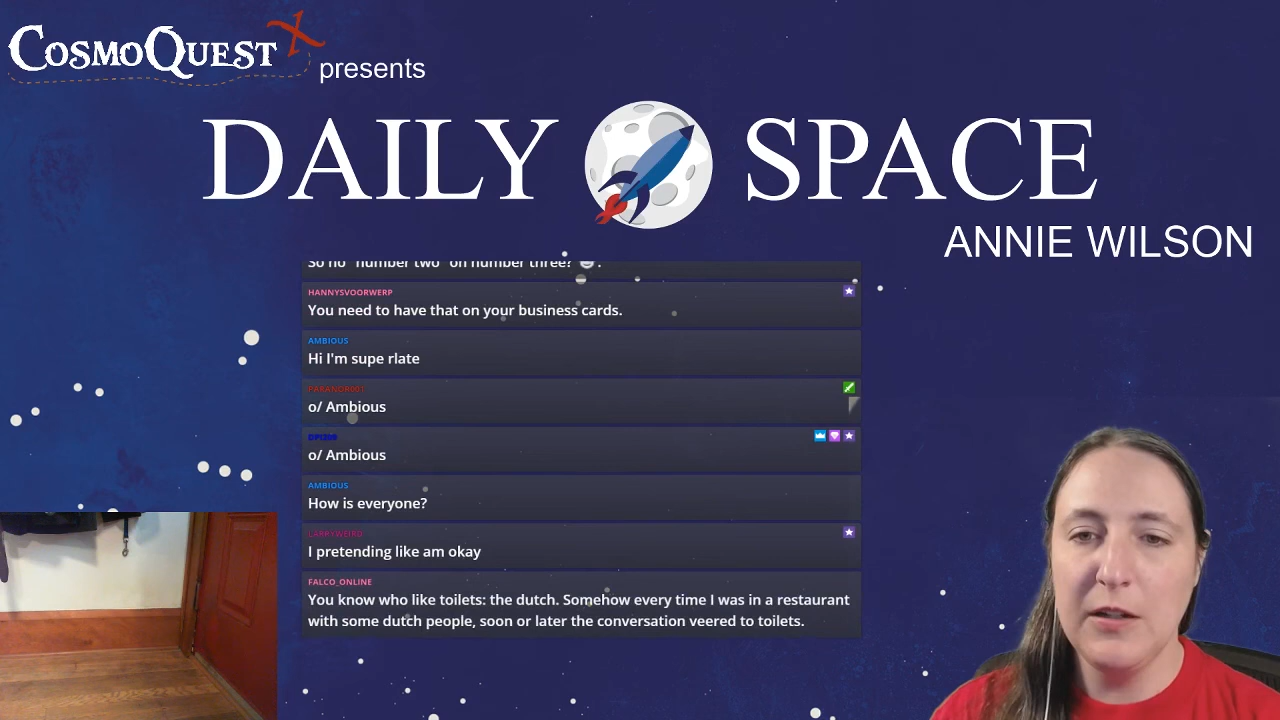 COSMOQUEST X
presents
DAILY SPACE
ANNIE WILSON
So no "number two" on number three? .
HANNYSVOORWERP
You need to have that on your business cards.
AMBIOUS
Hi I'm supe rlate
PARANOR001
o/ Ambious
o/ Ambious
AMBIOUS
How is everyone?
LARRYWEIRD
I pretending like am okay
FALCO_ONLINE
You know who like toilets: the dutch. Somehow every time I was in a restaurant
with some dutch people, soon or later the conversation veered to toilets.